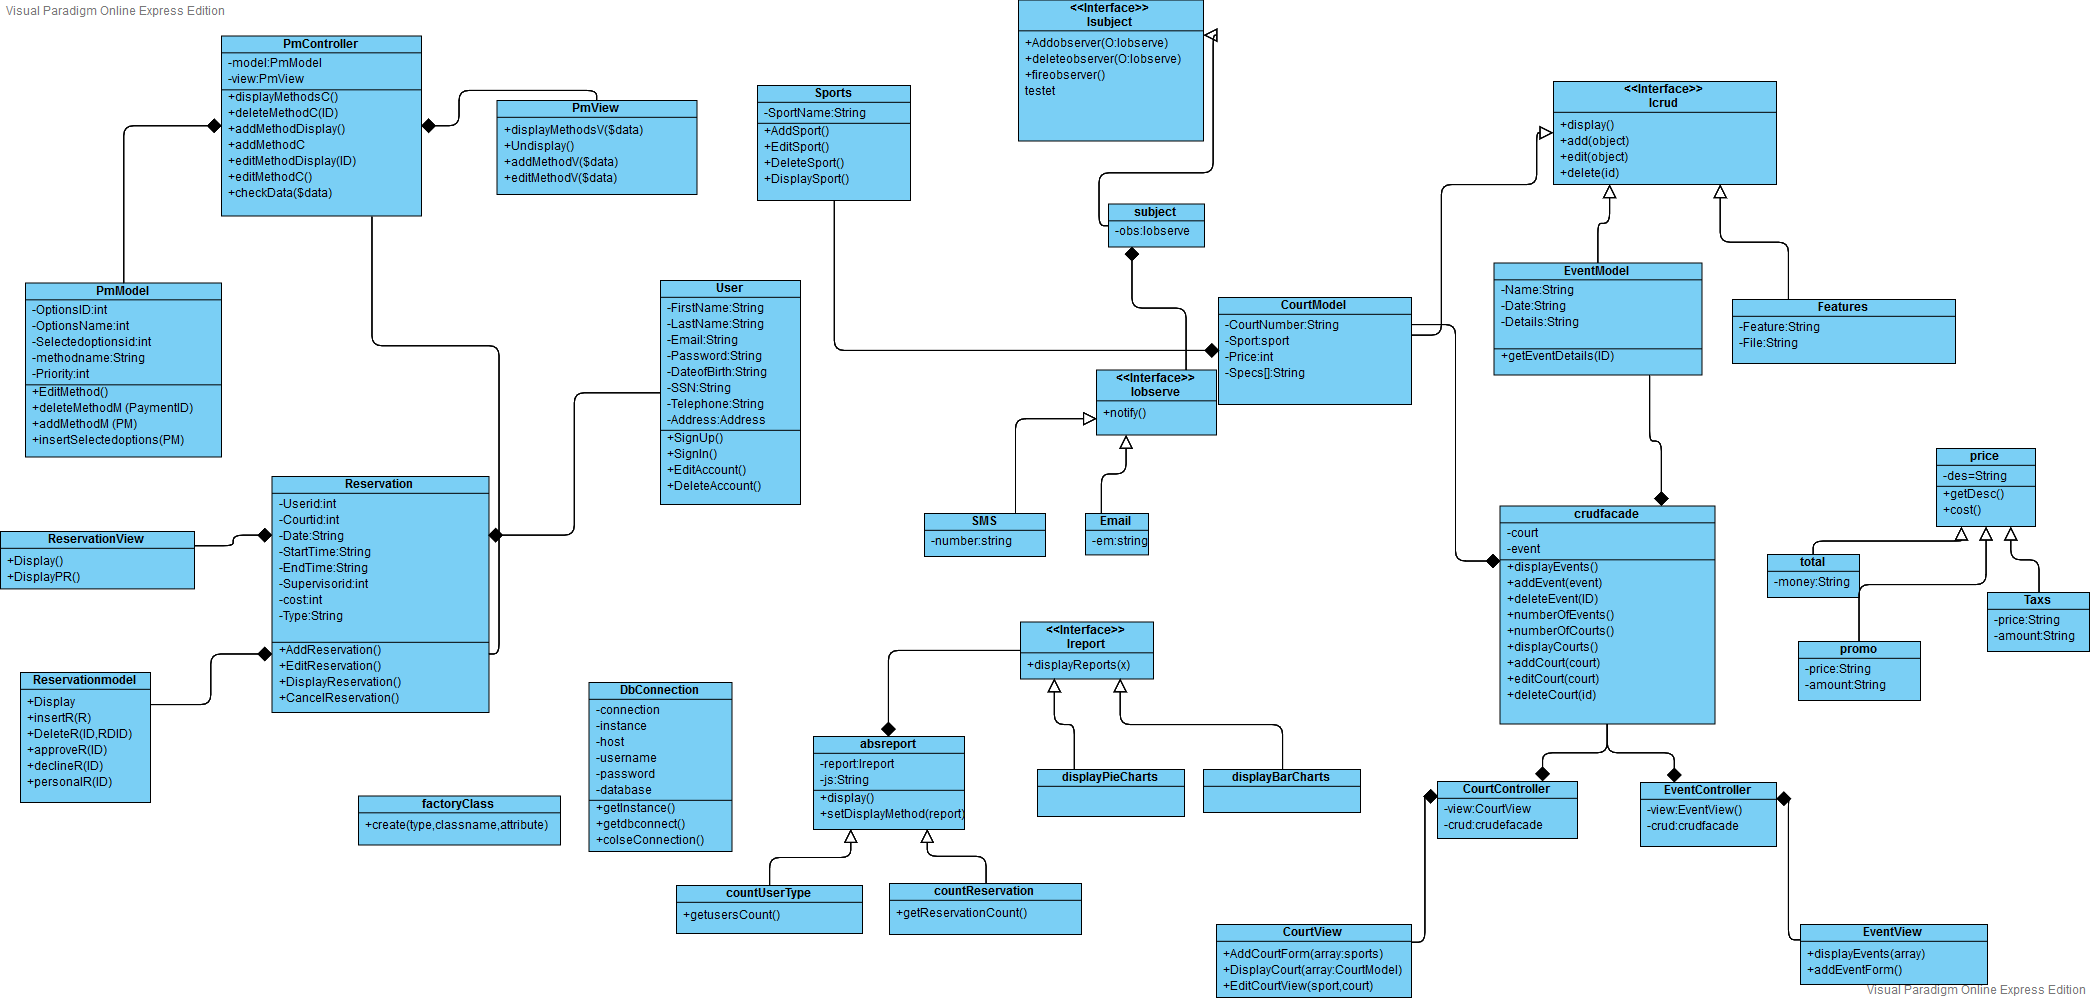 Visual Paradigm Online Express Edition
PmController
-model:PmModel
-view:PmView
+displayMethodsC()
+deleteMethodC(ID)
+addMethodDisplay()
+addMethodC
+editMethodDisplay(ID)
+editMethodC()
+checkData($data)
PmView
+displayMethodsV($data)
+Undisplay()
+addMethodV($data)
+editMethodV($data)
Sports
-SportName:String
+AddSport()
+EditSport()
+DeleteSport()
+DisplaySport()
<<Interface>>
Isubject
+Addobserver(O:Iobserve)
+deleteobserver(O:Iobserve)
+fireobserver()
testet
subject
-obs:Iobserve
<<Interface>>
Icrud
+display()
+add(object)
+edit(object)
+delete(id)
PmModel
-OptionsID:int
-OptionsName:int
-Selectedoptionsid:int
-methodname:String
-Priority:int
+EditMethod()
+deleteMethodM (PaymentID)
+addMethodM (PM)
+insertSelectedoptions(PM)
User
-FirstName:String
-LastName:String
-Email:String
-Password:String
-DateofBirth:String
-SSN:String
-Telephone:String
-Address:Address
+SignUp()
+SignIn()
+EditAccount()
+DeleteAccount()
CourtModel
-CourtNumber:String
-Sport:sport
-Price:int
-Specs[]:String
EventModel
-Name:String
-Date:String
-Details:String
+getEventDetails(ID)
Features
-Feature:String
-File:String
<<Interface>>
Iobserve
+notify()
SMS
-number:string
Email
-em:string
Reservation
-Userid:int
-Courtid:int
-Date:String
-StartTime:String
-EndTime:String
-Supervisorid:int
-cost:int
-Type:String
+AddReservation()
+EditReservation()
+DisplayReservation()
+CancelReservation()
ReservationView
+Display()
+DisplayPR()
Reservationmodel
+Display
+insertR(R)
+DeleteR(ID,RDID)
+approveR(ID)
+declineR(ID)
+personalR(ID)
crudfacade
-court
-event
+displayEvents()
+addEvent(event)
+deleteEvent(ID)
+numberOfEvents()
+numberOfCourts()
+displayCourts()
+addCourt(court)
+editCourt(court)
+deleteCourt(id)
price
-des=String
+getDesc()
+cost()
total
-money:String
Taxs
-price:String
-amount:String
promo
-price:String
-amount:String
<<Interface>>
Ireport
+displayReports(x)
DbConnection
-connection
-instance
-host
-username
-password
-database
+getInstance()
+getdbconnect()
+colseConnection()
absreport
-report:Ireport
-js:String
+display()
+setDisplayMethod(report)
displayPieCharts
displayBarCharts
factoryClass
+create(type,classname,attribute)
CourtController
-view:CourtView
-crud:crudefacade
EventController
-view:EventView()
-crud:crudfacade
countUserType
+getusersCount()
countReservation
+getReservationCount()
CourtView
+AddCourtForm(array:sports)
+DisplayCourt(array:CourtModel)
+EditCourtView(sport,court)
EventView
+displayEvents(array)
+addEventForm()
Visual Paradigm Online Express Edition